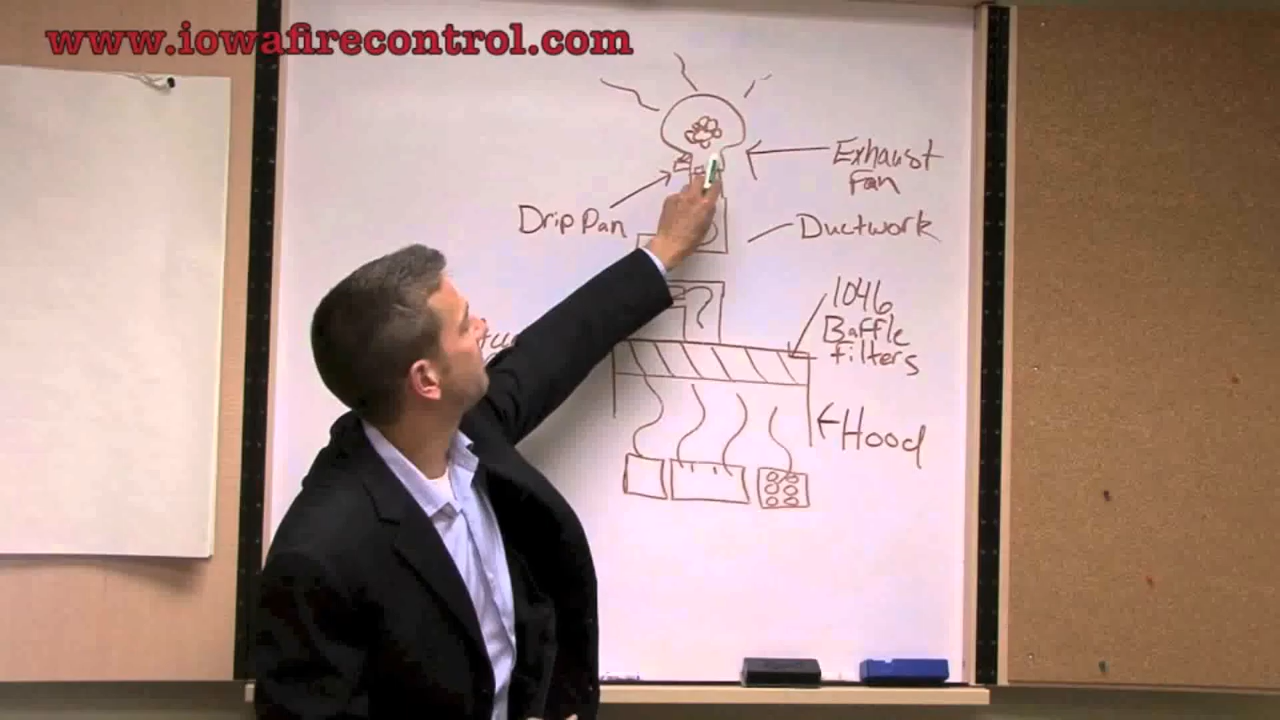 www.iowafirecontrol.com
Exhaust
Fan
Drip Pan
Ductwork
1046
Baffle
filters
Hood